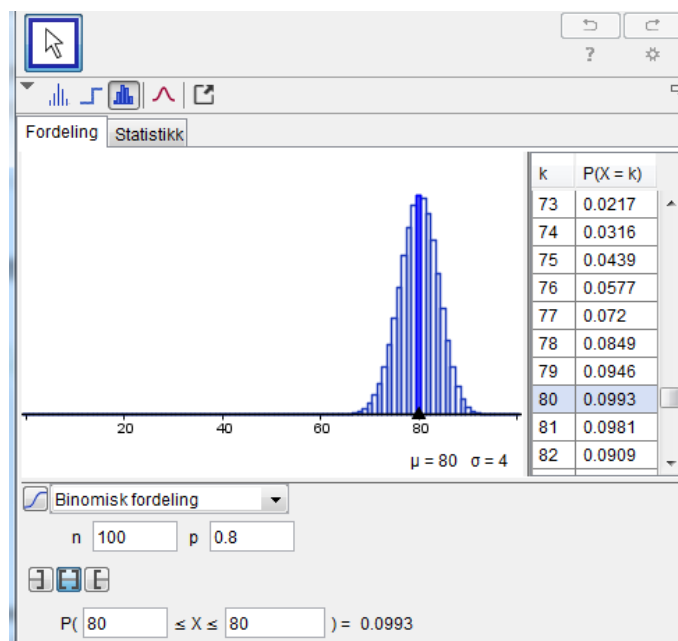 ?
Fordeling Statistikk
k P(X = k)
73 0.0217
74 0.0316
75 0.0439
76 0.0577
77 0.072
78 0.0849
79 0.0946
80 0.0993
81 0.0981
82 0.0909
20 40 60 80
μ = 80 σ = 4
Binomisk fordeling
n 100 p 0.8
P( 80 ≤ X ≤ 80 ) = 0.0993